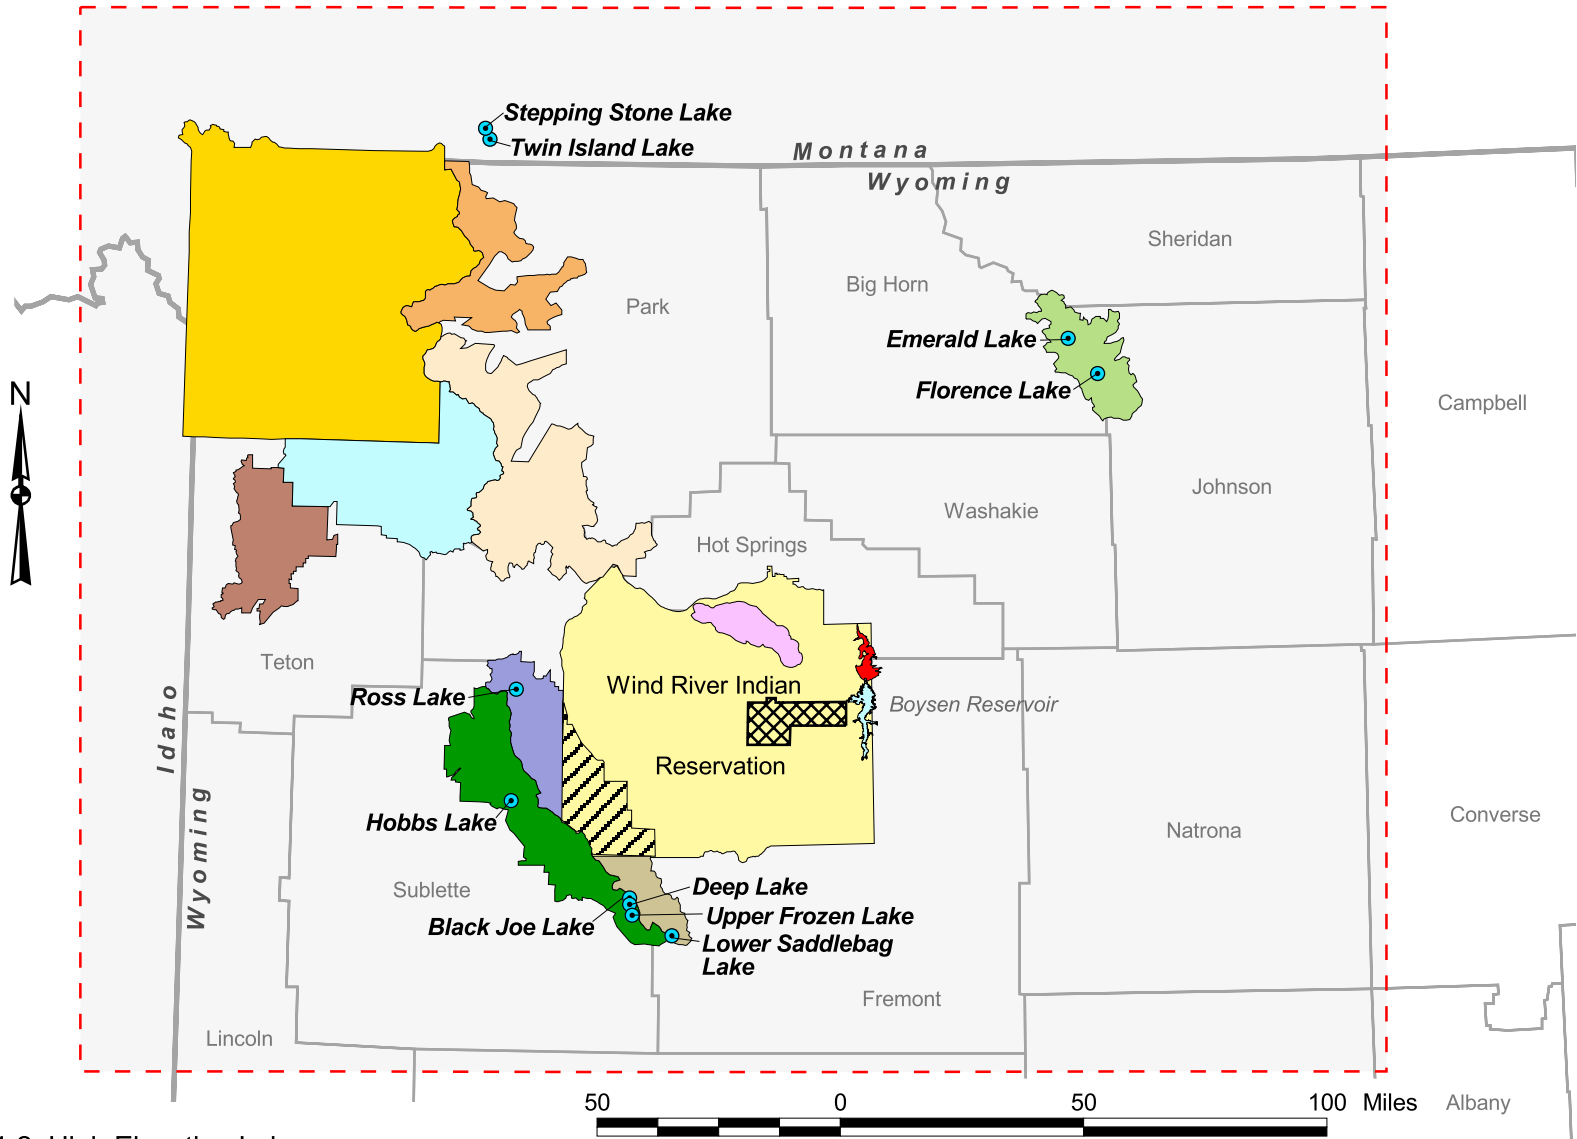 Stepping Stone Lake
Twin Island Lake
Montana
Wyoming
Sheridan
Big Horn
Park
Emerald Lake
Florence Lake
N
Campbell
Johnson
Washakie
Hot Springs
Teton
Ross Lake
Wind River Indian
Reservation
Boysen Reservoir
Idaho
Wyoming
Hobbs Lake
Natrona
Converse
Sublette
Deep Lake
Upper Frozen Lake
Black Joe Lake
Lower Saddlebag
Lake
Fremont
Lincoln
50 0 50 100 Miles
Albany